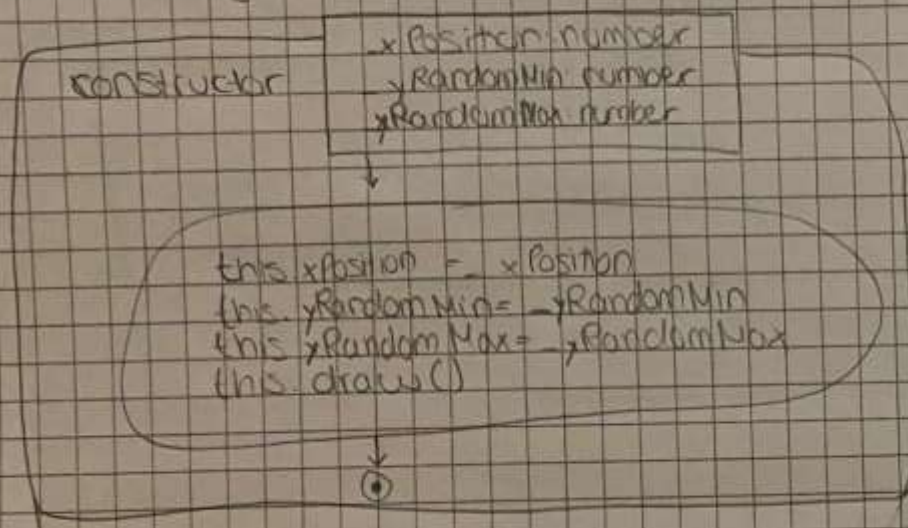 constructor
_xPosition: number
_yRandomMin: number
_yRandomMax: number
this.xPosition = _xPosition
this.yRandomMin = _yRandomMin
this.yRandomMax = _yRandomMax
this.draw()